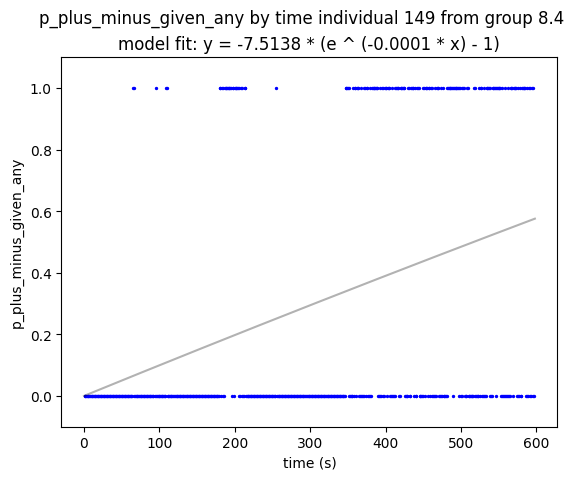 p_plus_minus_given_any by time individual 149 from group 8.4
model fit: y = -7.5138 * (e ^ (-0.0001 * x) - 1)
1.0
0.8
0.6
0.4
0.2
0.0
p_plus_minus_given_any
0 100 200 300 400 500 600
time (s)